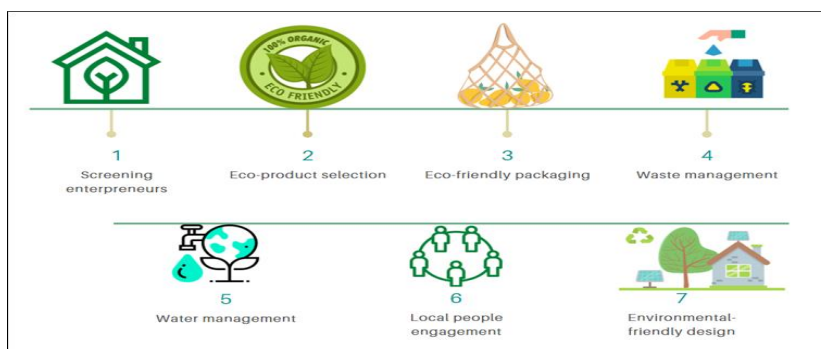 100% ORGANIC
ECO FRIENDLY
1
Screening
enterpreneurs
2
Eco-product selection
3
Eco-friendly packaging
4
Waste management
5
Water management
6
Local people
engagement
7
Environmental-
friendly design